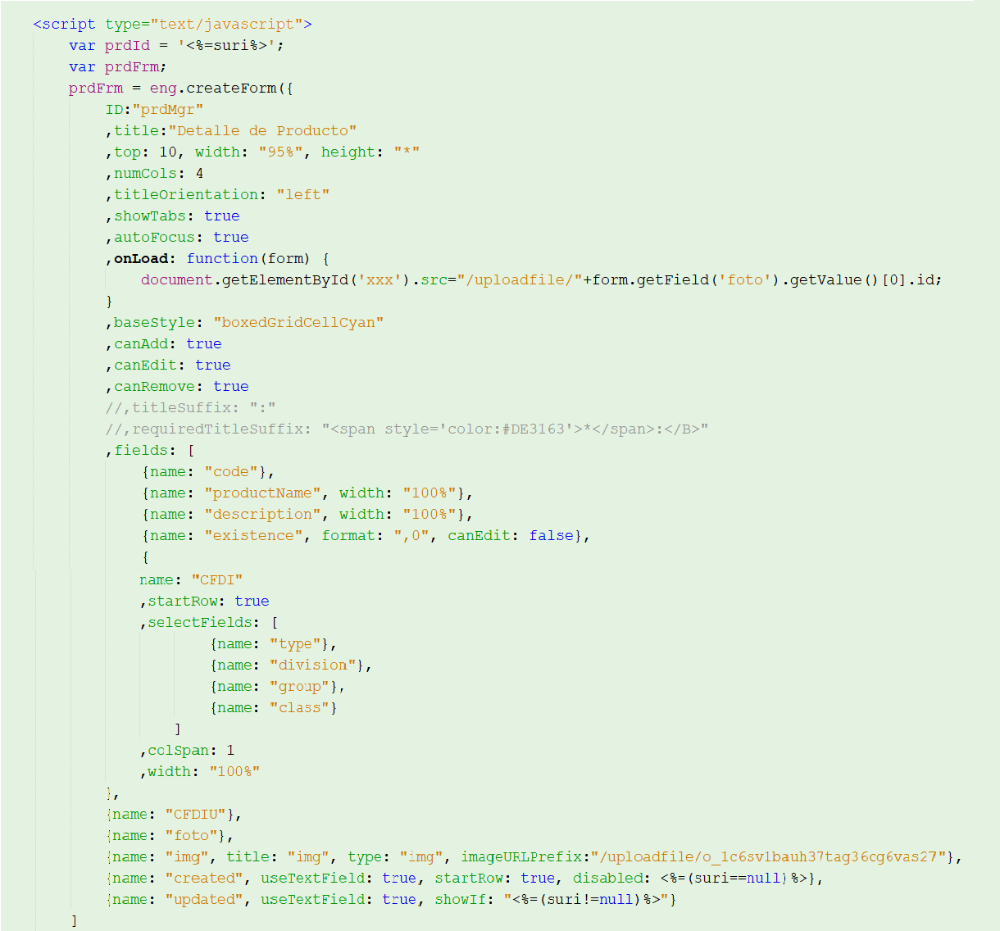 <script type="text/javascript">
var prdId = '<%=suri%>';
var prdFrm;
prdFrm = eng.createForm({
ID:"prdMgr"
,title:"Detalle de Producto"
,top: 10, width: "95%", height: "*"
,numCols: 4
,titleOrientation: "left"
,showTabs: true
,autoFocus: true
,onLoad: function(form) {
document.getElementById('xxx').src="/uploadfile/"+form.getField('foto').getValue()[0].id;
}
,baseStyle: "boxedGridCellCyan"
,canAdd: true
,canEdit: true
,canRemove: true
//,titleSuffix: ":"
//,requiredTitleSuffix: "<span style='color:#DE3163'>*</span>:</B>"
,fields: [
{name: "code"},
{name: "productName", width: "100%"},
{name: "description", width: "100%"},
{name: "existence", format: ",0", canEdit: false},
{
name: "CFDI"
,startRow: true
,selectFields: [
{name: "type"},
{name: "division"},
{name: "group"},
{name: "class"}
]
,colSpan: 1
,width: "100%"
},
{name: "CFDIU"},
{name: "foto"},
{name: "img", title: "img", type: "img", imageURLPrefix:"/uploadfile/o_1c6sv1bauh37tag36cg6vas27"},
{name: "created", useTextField: true, startRow: true, disabled: <%=(suri==null)%>},
{name: "updated", useTextField: true, showIf: "<%=(suri!=null)%>"}
]